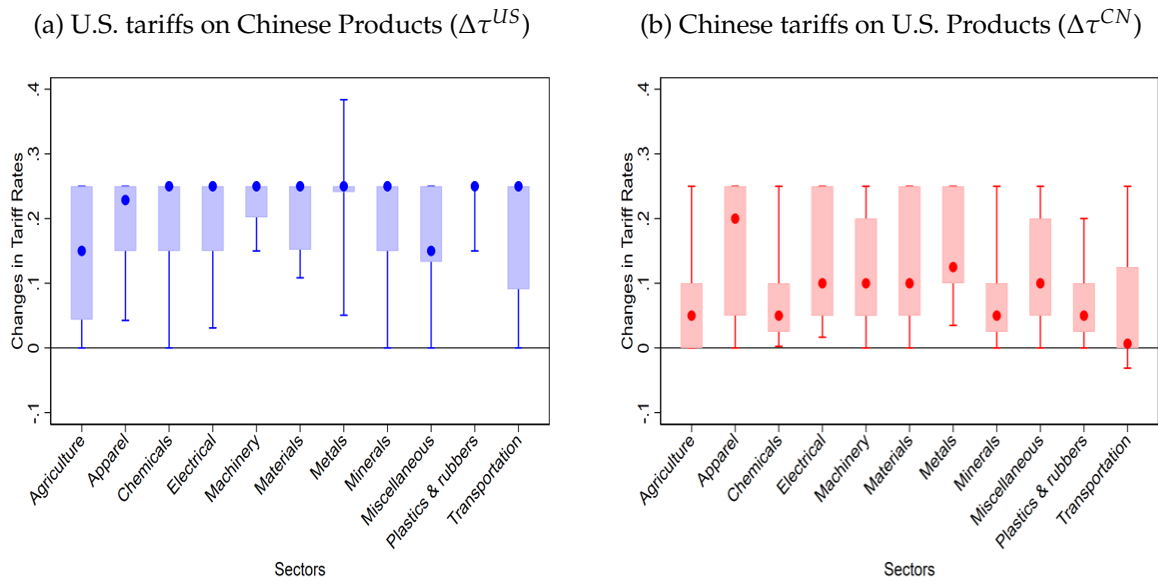 (a) U.S. tariffs on Chinese Products (Δτ^US)
Changes in Tariff Rates
.4
.3
.2
.1
0
-.1
Agriculture
Apparel
Chemicals
Electrical
Machinery
Materials
Metals
Minerals
Miscellaneous
Plastics & rubbers
Transportation
Sectors
(b) Chinese tariffs on U.S. Products (Δτ^CN)
Changes in Tariff Rates
.4
.3
.2
.1
0
-.1
Agriculture
Apparel
Chemicals
Electrical
Machinery
Materials
Metals
Minerals
Miscellaneous
Plastics & rubbers
Transportation
Sectors